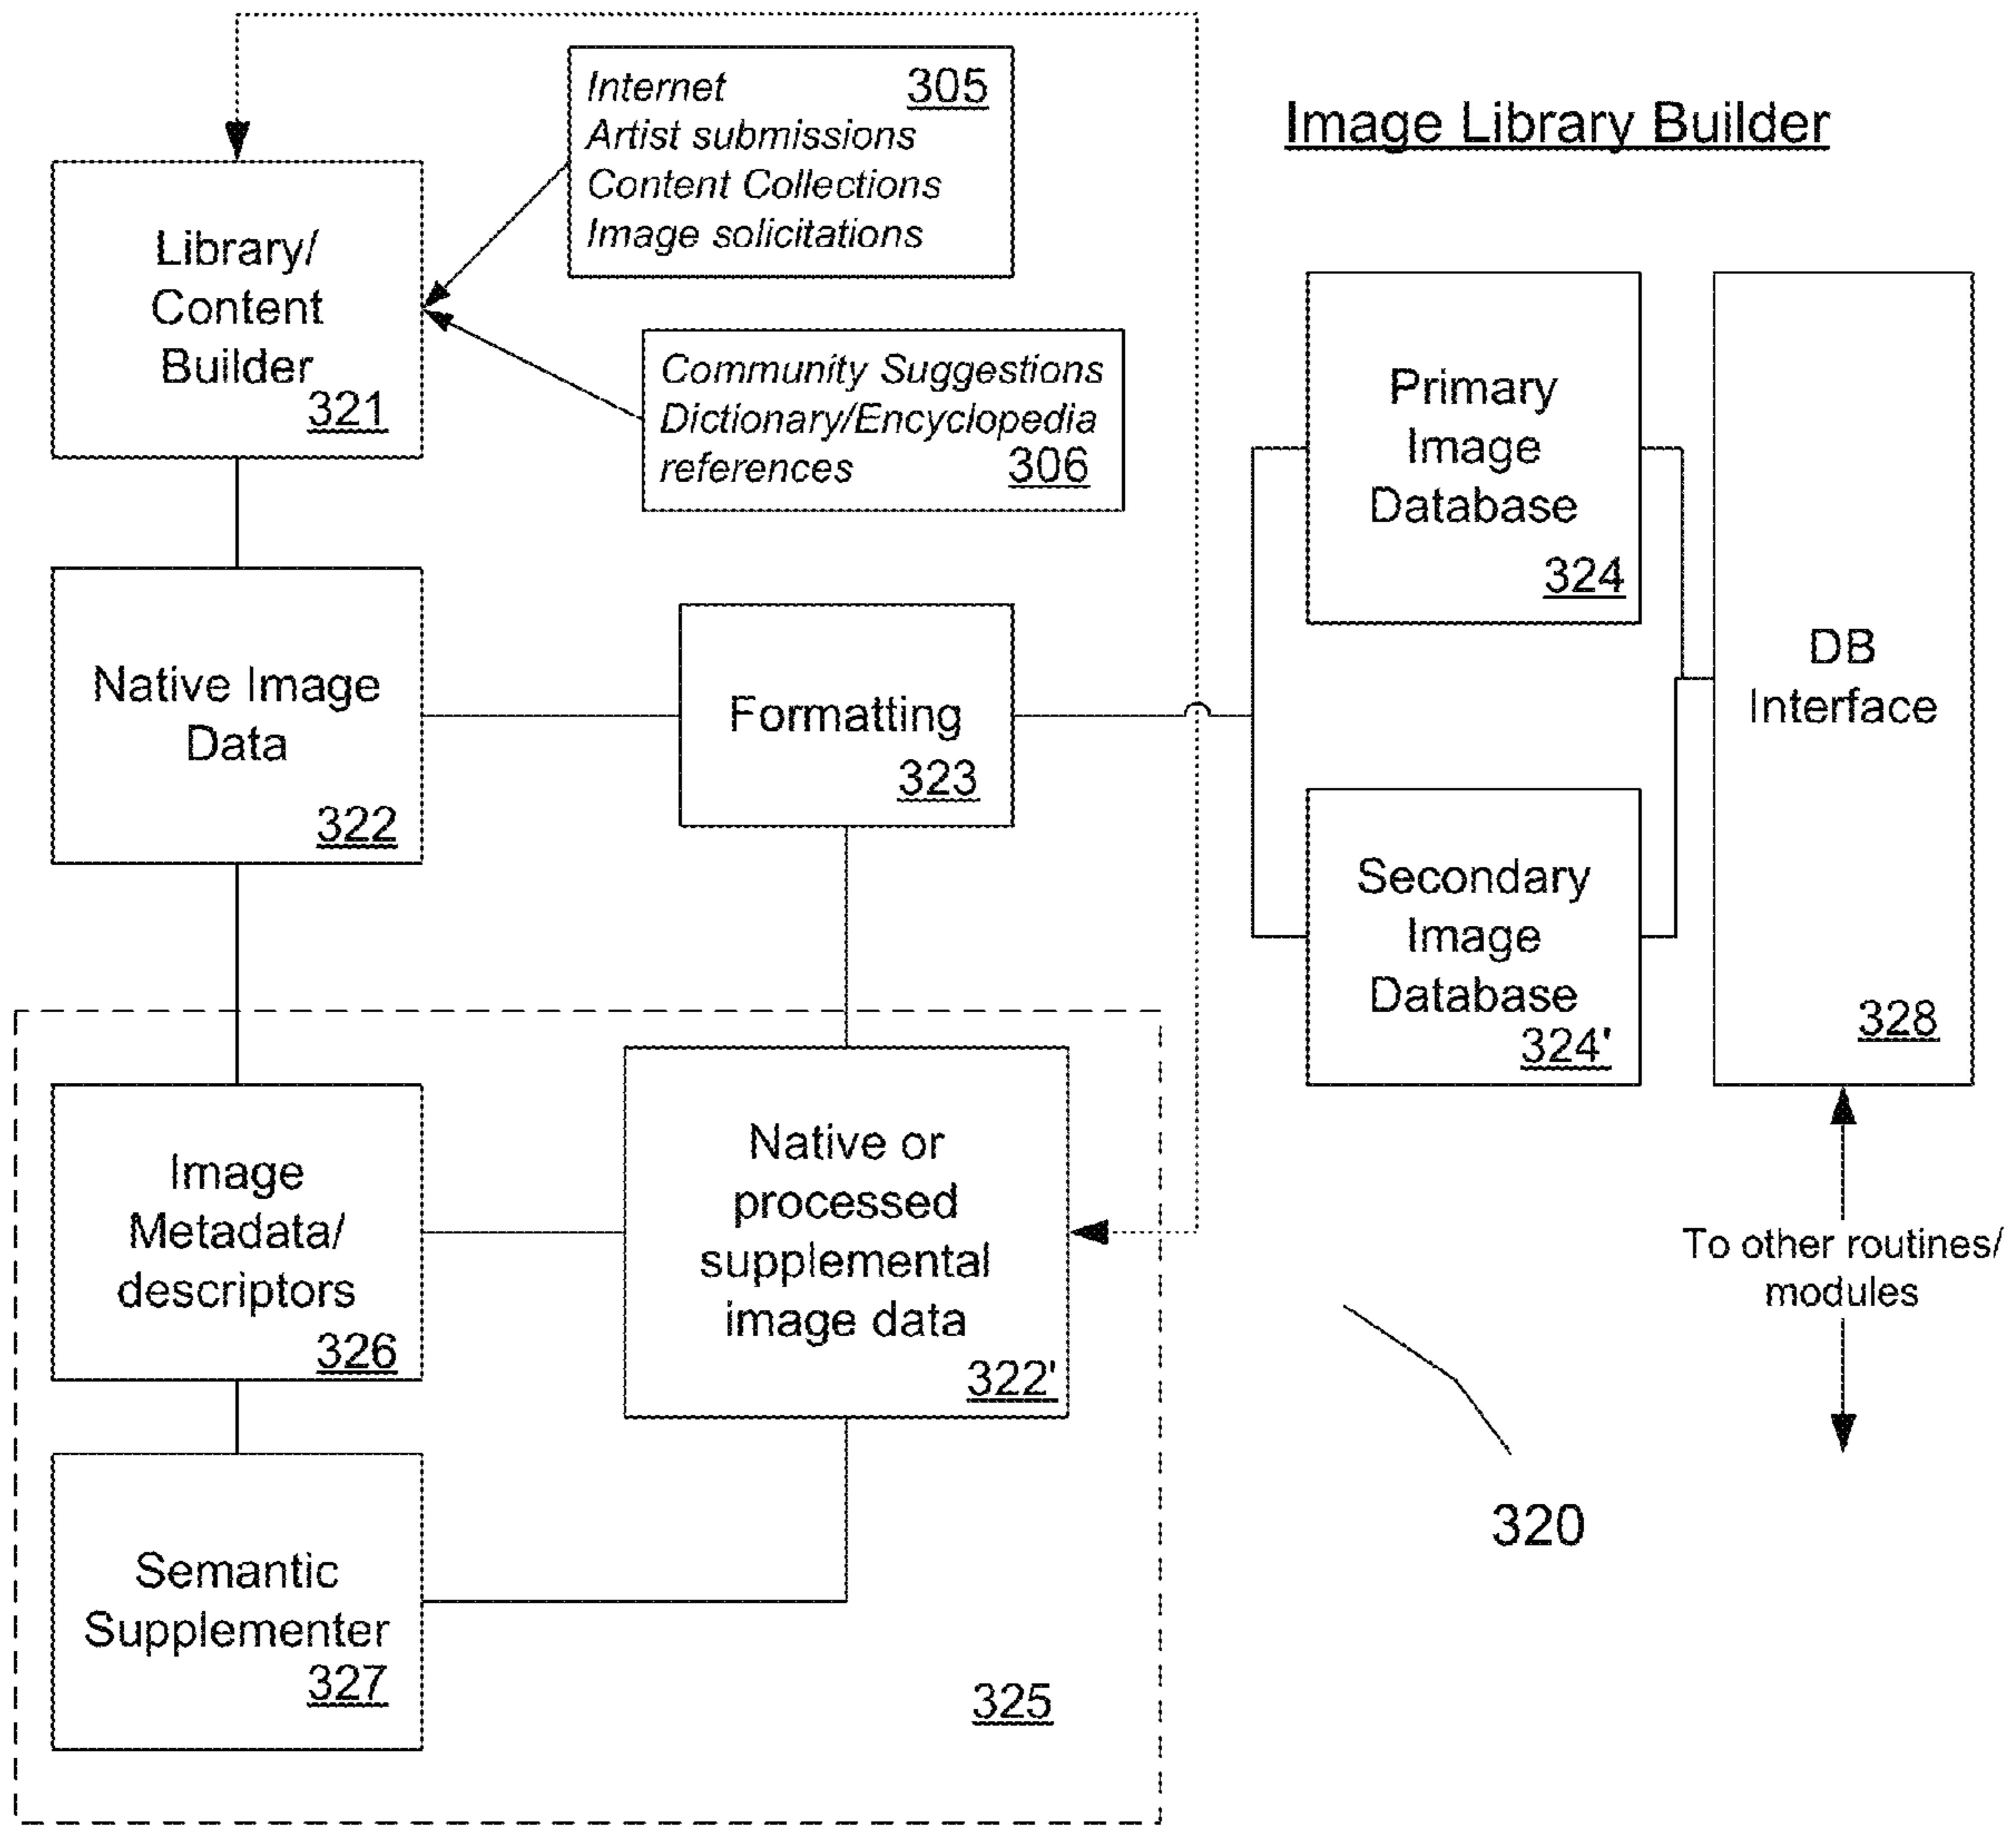 Image Library Builder
Internet 305
Artist submissions
Content Collections
Image solicitations
Library/
Content
Builder
321
Community Suggestions
Dictionary/Encyclopedia
references 306
Primary
Image
Database
324
DB
Interface
328
Native Image
Data
322
Formatting
323
Secondary
Image
Database
324'
Image
Metadata/
descriptors
326
Native or
processed
supplemental
image data
322'
To other routines/
modules
320
Semantic
Supplementer
327
325